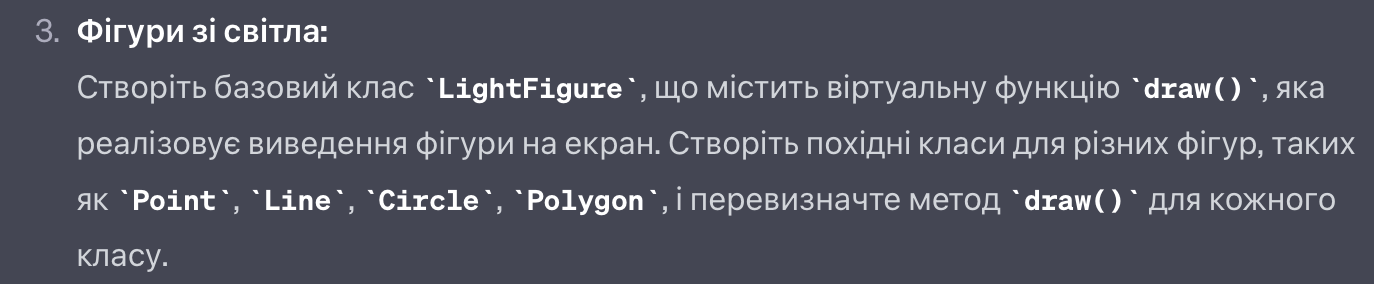 3. Фігури зі світла:
Створіть базовий клас `LightFigure`, що містить віртуальну функцію `draw()`, яка
реалізовує виведення фігури на екран. Створіть похідні класи для різних фігур, таких
як `Point`, `Line`, `Circle`, `Polygon`, і перевизначте метод `draw()` для кожного
класу.